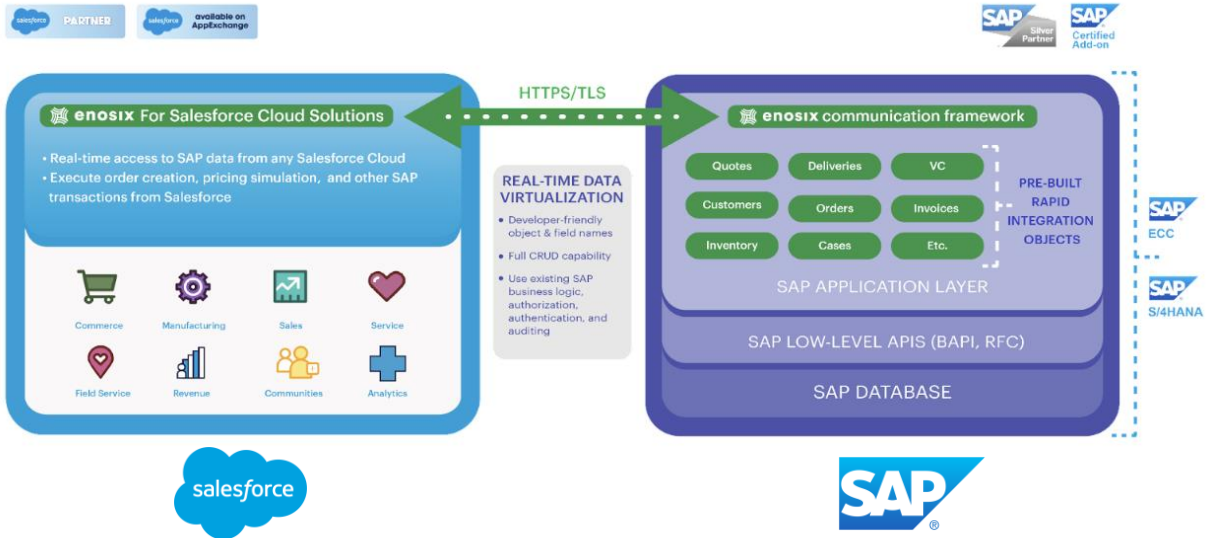 salesforce PARTNER
salesforce available on
AppExchange
SAP Silver
Partner
SAP Certified
Add-on
enosix For Salesforce Cloud Solutions
• Real-time access to SAP data from any Salesforce Cloud
• Execute order creation, pricing simulation, and other SAP
transactions from Salesforce
Commerce
Manufacturing
Sales
Service
Field Service
Revenue
Communities
Analytics
HTTPS/TLS
REAL-TIME DATA
VIRTUALIZATION
• Developer-friendly
object & field names
• Full CRUD capability
• Use existing SAP
business logic,
authorization,
authentication, and
auditing
enosix communication framework
Quotes
Deliveries
VC
Customers
Orders
Invoices
Inventory
Cases
Etc.
PRE-BUILT
RAPID
INTEGRATION
OBJECTS
SAP APPLICATION LAYER
SAP LOW-LEVEL APIS (BAPI, RFC)
SAP DATABASE
SAP
ECC
SAP
S/4HANA
salesforce
SAP®